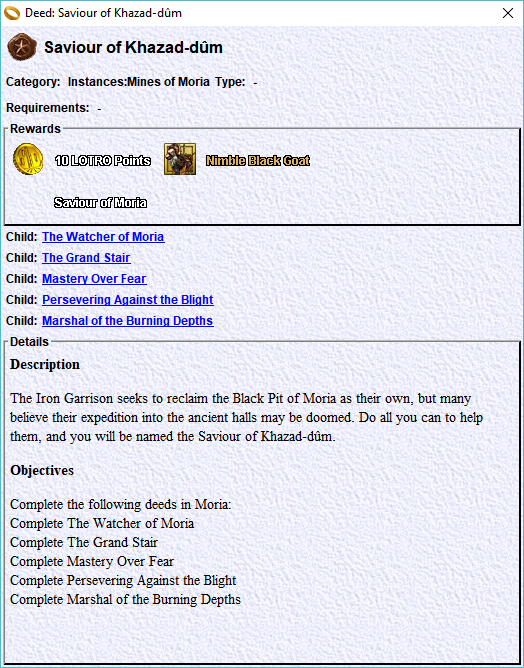 Deed: Saviour of Khazad-dûm
Saviour of Khazad-dûm
Category: Instances:Mines of Moria Type: -
Requirements: -
Rewards
10 LOTRO Points Nimble Black Goat
Saviour of Moria
Child: The Watcher of Moria
Child: The Grand Stair
Child: Mastery Over Fear
Child: Persevering Against the Blight
Child: Marshal of the Burning Depths
Details
Description
The Iron Garrison seeks to reclaim the Black Pit of Moria as their own, but many
believe their expedition into the ancient halls may be doomed. Do all you can to help
them, and you will be named the Saviour of Khazad-dûm.
Objectives
Complete the following deeds in Moria:
Complete The Watcher of Moria
Complete The Grand Stair
Complete Mastery Over Fear
Complete Persevering Against the Blight
Complete Marshal of the Burning Depths